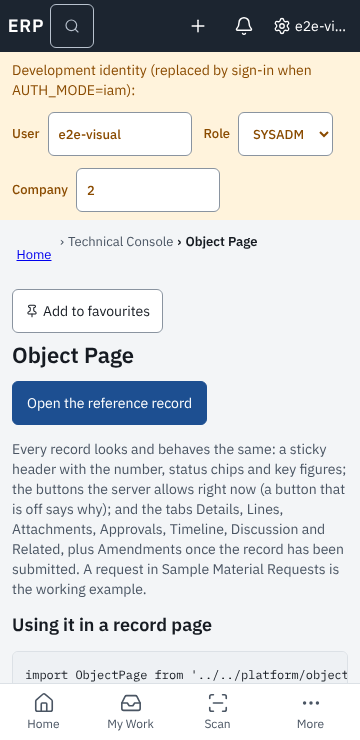 ERP
e2e-vi...
Development identity (replaced by sign-in when
AUTH_MODE=iam):
User e2e-visual Role SYSADM
Company 2
Home › Technical Console › Object Page
Add to favourites
Object Page
Open the reference record
Every record looks and behaves the same: a sticky
header with the number, status chips and key figures;
the buttons the server allows right now (a button that
is off says why); and the tabs Details, Lines,
Attachments, Approvals, Timeline, Discussion and
Related, plus Amendments once the record has been
submitted. A request in Sample Material Requests is
the working example.
Using it in a record page
import ObjectPage from '../../platform/object
Home My Work Scan More